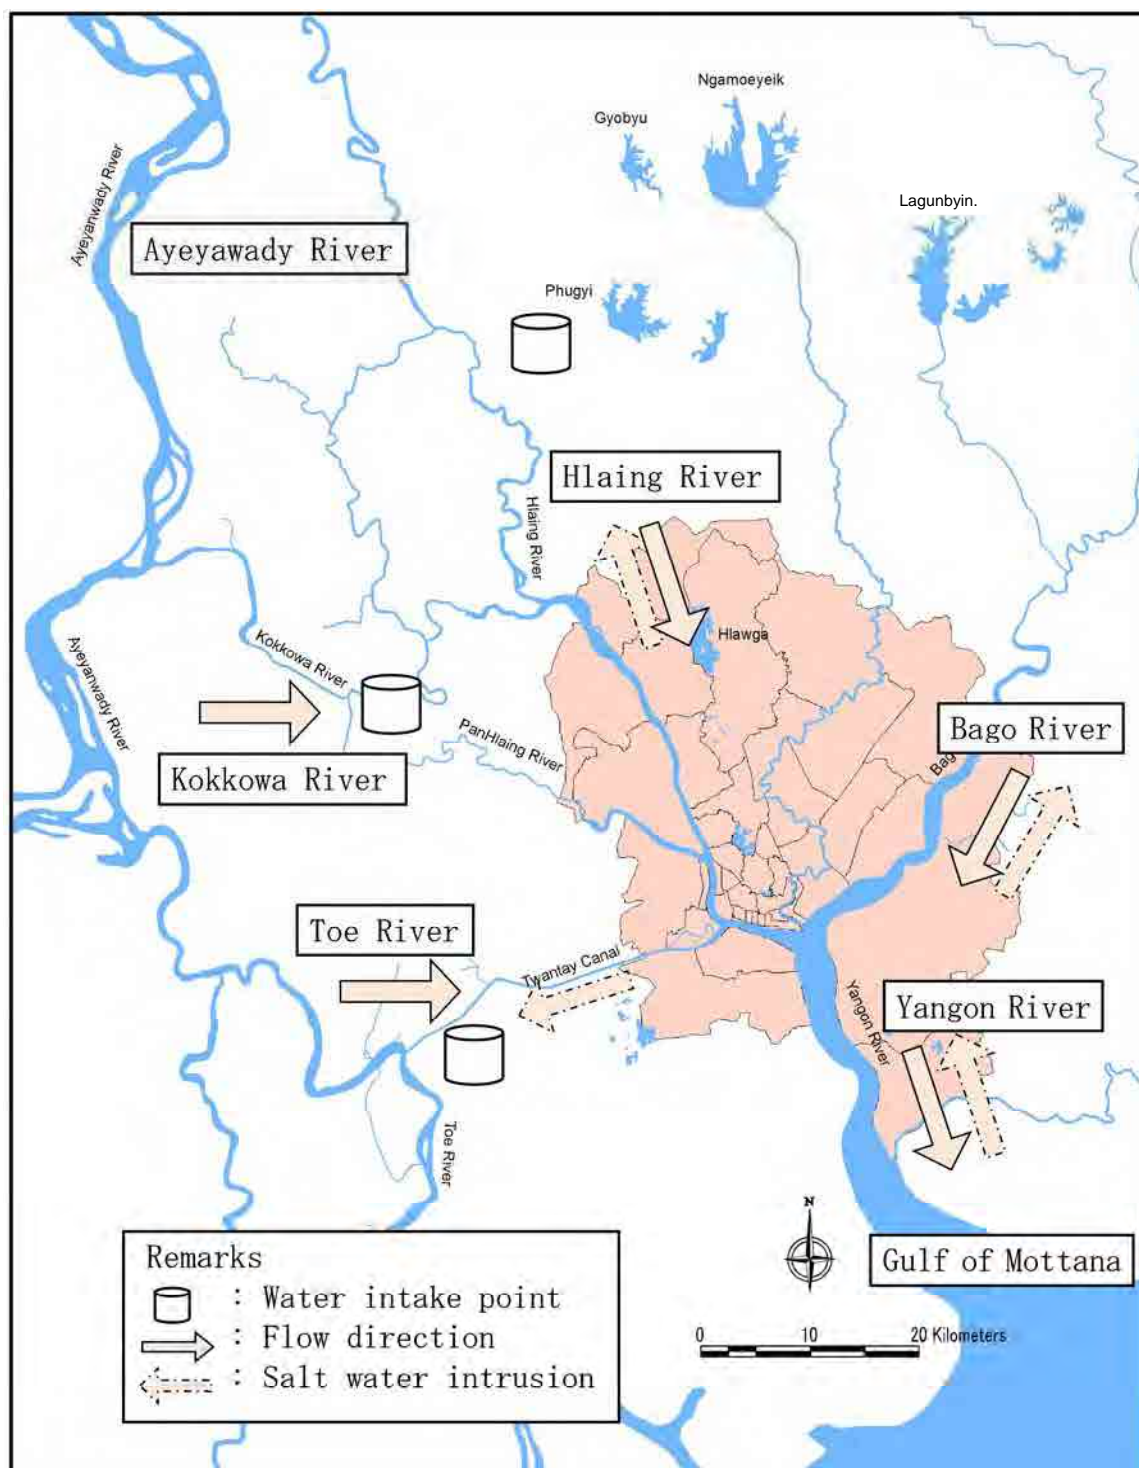 Ngamoeyeik
Gyobyu
Ayeyanwady River
Lagunbyin.
Ayeyawady River
Phugyi
Hlaing River
Hlaing River
Hlawga
Kokkowa River
Ayeyanwady River
PanHlaing River
Bago River
Bag
Kokkowa River
Toe River
Twantay Canal
Yangon River
Yangon River
Toe River
N
Remarks
: Water intake point
: Flow direction
: Salt water intrusion
Gulf of Mottana
0 10 20 Kilometers